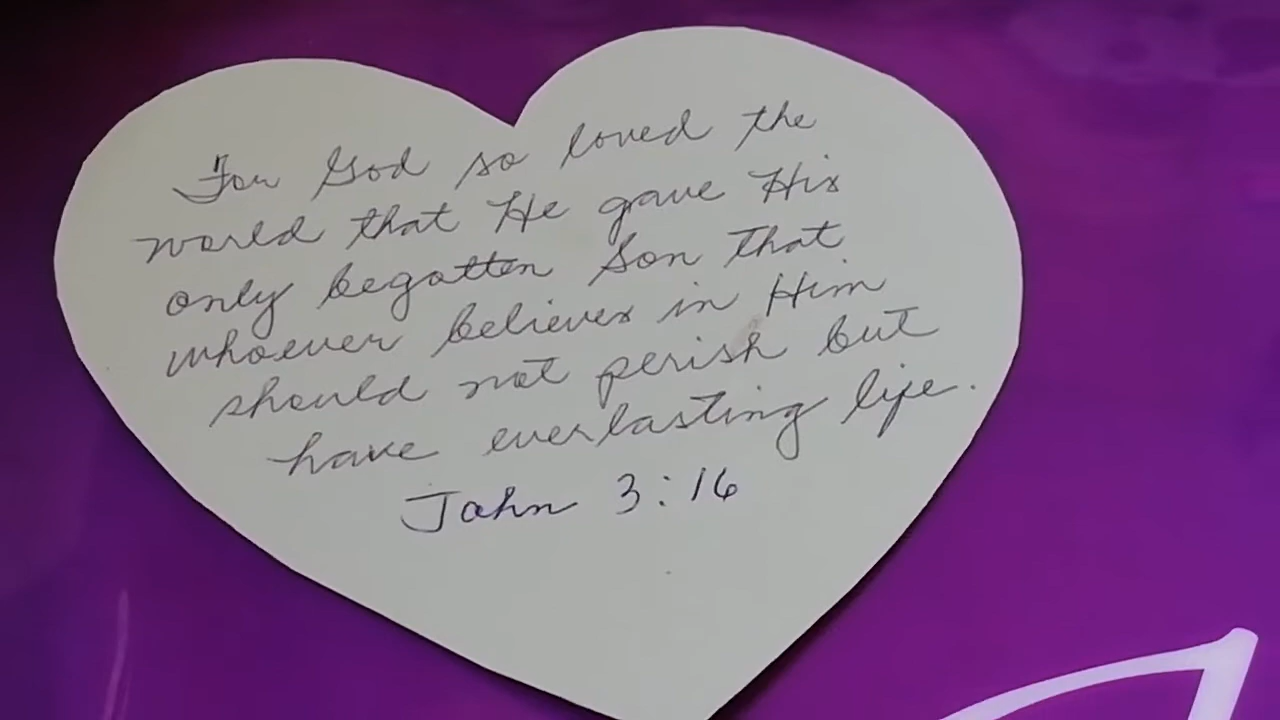 For God so loved the
world that He gave His
only begotten Son that
whoever believes in Him
should not perish but
have everlasting life.
John 3:16